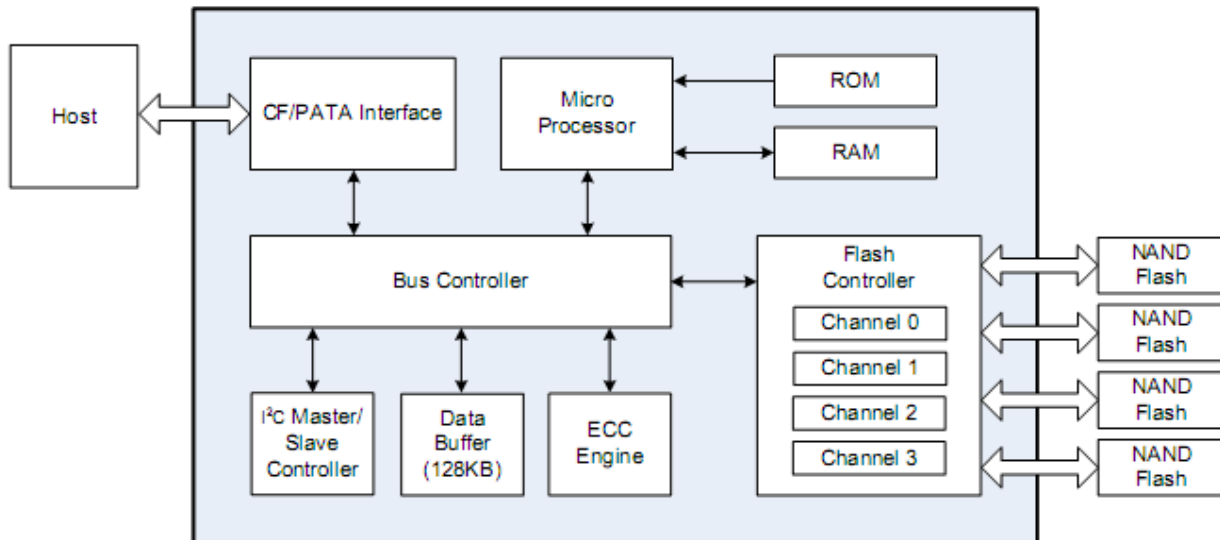 Host
CF/PATA Interface
Micro
Processor
ROM
RAM
Bus Controller
Flash
Controller
Channel 0
Channel 1
Channel 2
Channel 3
NAND
Flash
NAND
Flash
NAND
Flash
NAND
Flash
I²C Master/
Slave
Controller
Data
Buffer
(128KB)
ECC
Engine